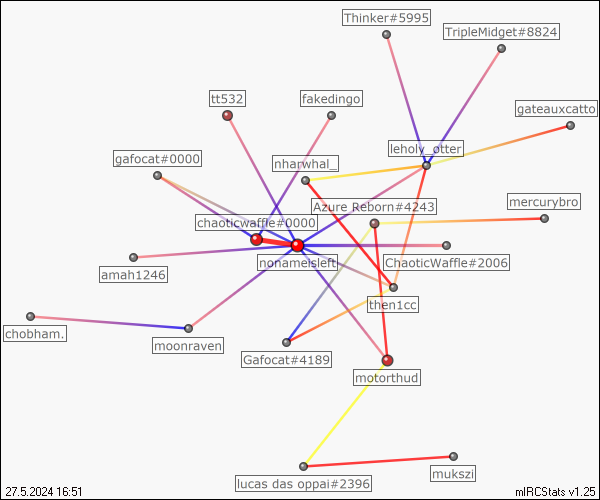 Thinker#5995
TripleMidget#8824
tt532
fakedingo
gateauxcatto
leholy_otter
gafocat#0000
nharwhal_
mercurybro
Azure Reborn#4243
chaoticwaffle#0000
nonameisleft
ChaoticWaffle#2006
amah1246
then1cc
chobham.
moonraven
Gafocat#4189
motorthud
mukszi
lucas das oppai#2396
27.5.2024 16:51
mIRCStats v1.25